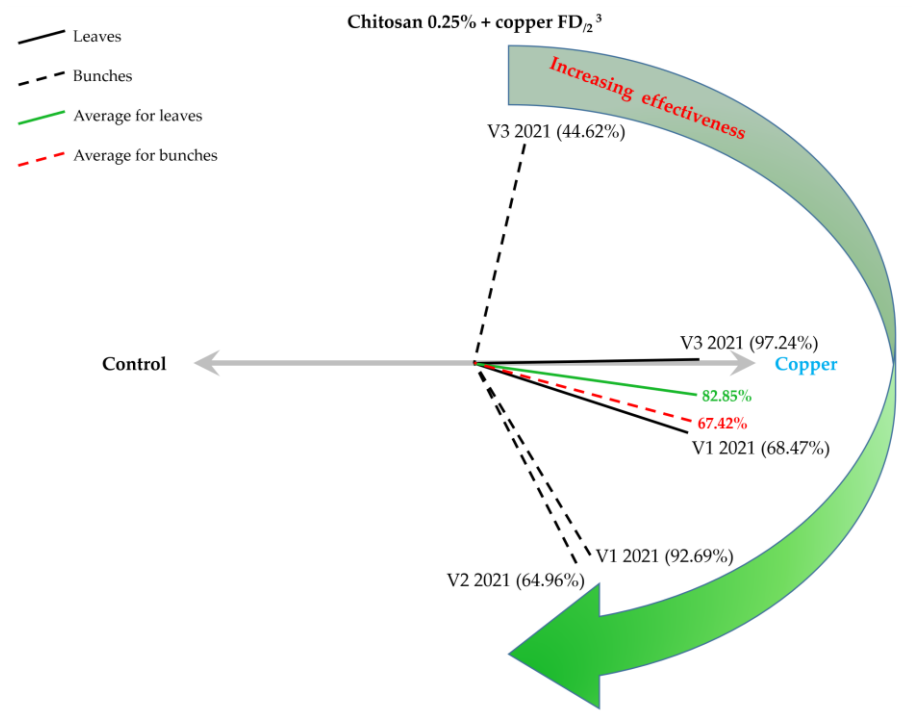 Chitosan 0.25% + copper FD/2 3
Leaves
Bunches
Average for leaves
Average for bunches
Increasing effectiveness
V3 2021 (44.62%)
V3 2021 (97.24%)
Control
Copper
82.85%
67.42%
V1 2021 (68.47%)
V1 2021 (92.69%)
V2 2021 (64.96%)